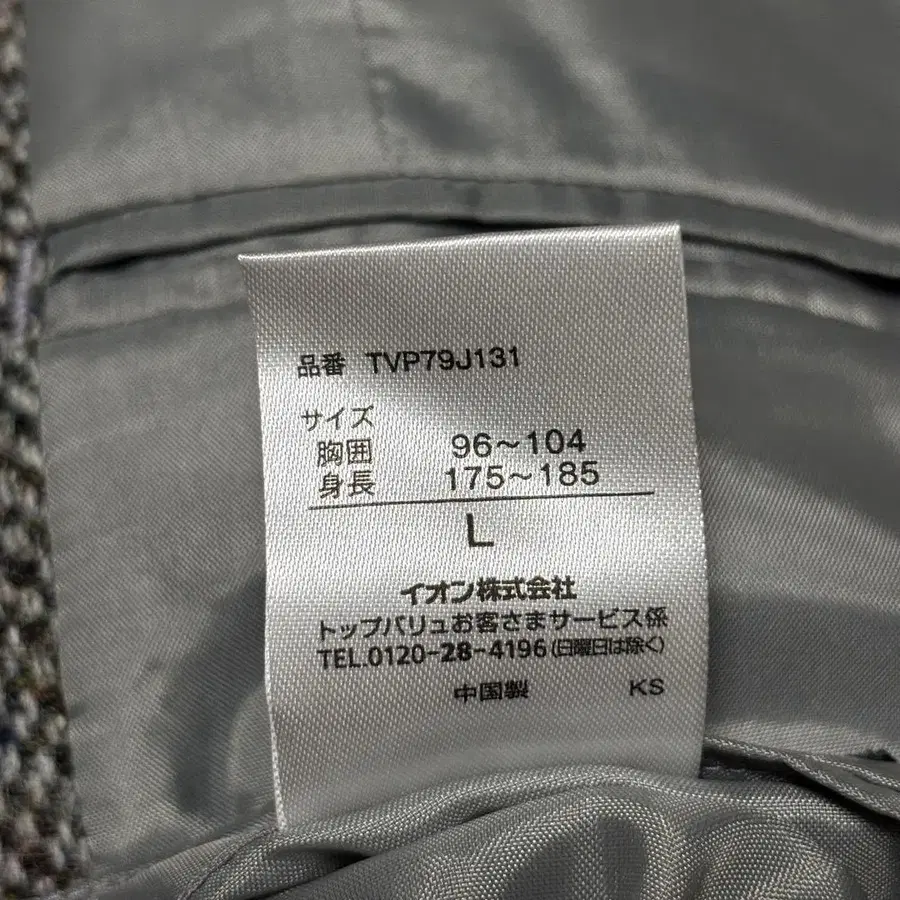 品番 TVP79J131
サイズ
胸囲 96~104
身長 175~185
L
イオン株式会社
トップバリュお客さまサービス係
TEL.0120-28-4196(日曜日は除く)
中国製 KS